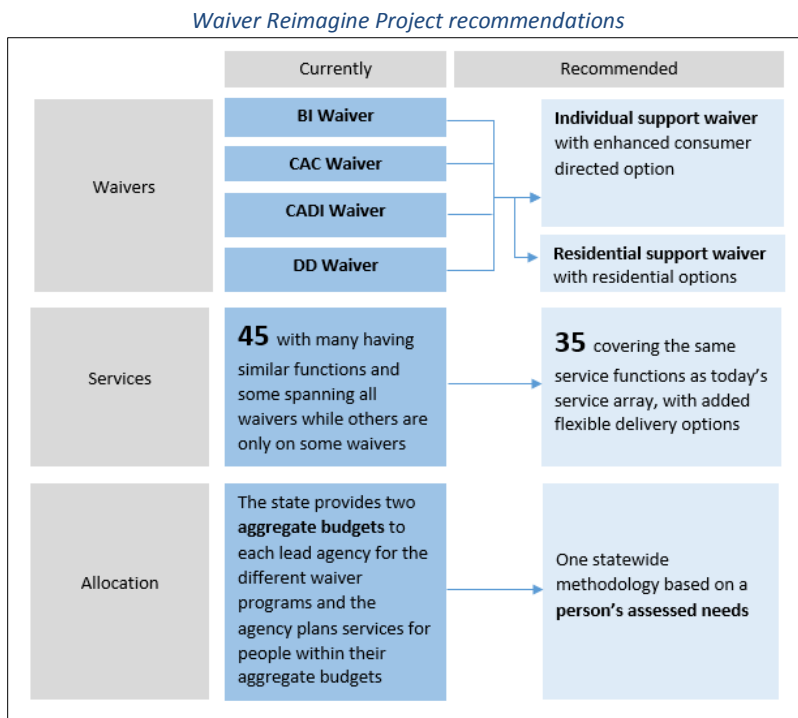 Waiver Reimagine Project recommendations
Currently
Recommended
Waivers
BI Waiver
CAC Waiver
CADI Waiver
DD Waiver
Individual support waiver
with enhanced consumer
directed option
Residential support waiver
with residential options
Services
45 with many having
similar functions and
some spanning all
waivers while others are
only on some waivers
35 covering the same
service functions as today's
service array, with added
flexible delivery options
Allocation
The state provides two
aggregate budgets to
each lead agency for the
different waiver
programs and the
agency plans services for
people within their
aggregate budgets
One statewide
methodology based on a
person's assessed needs